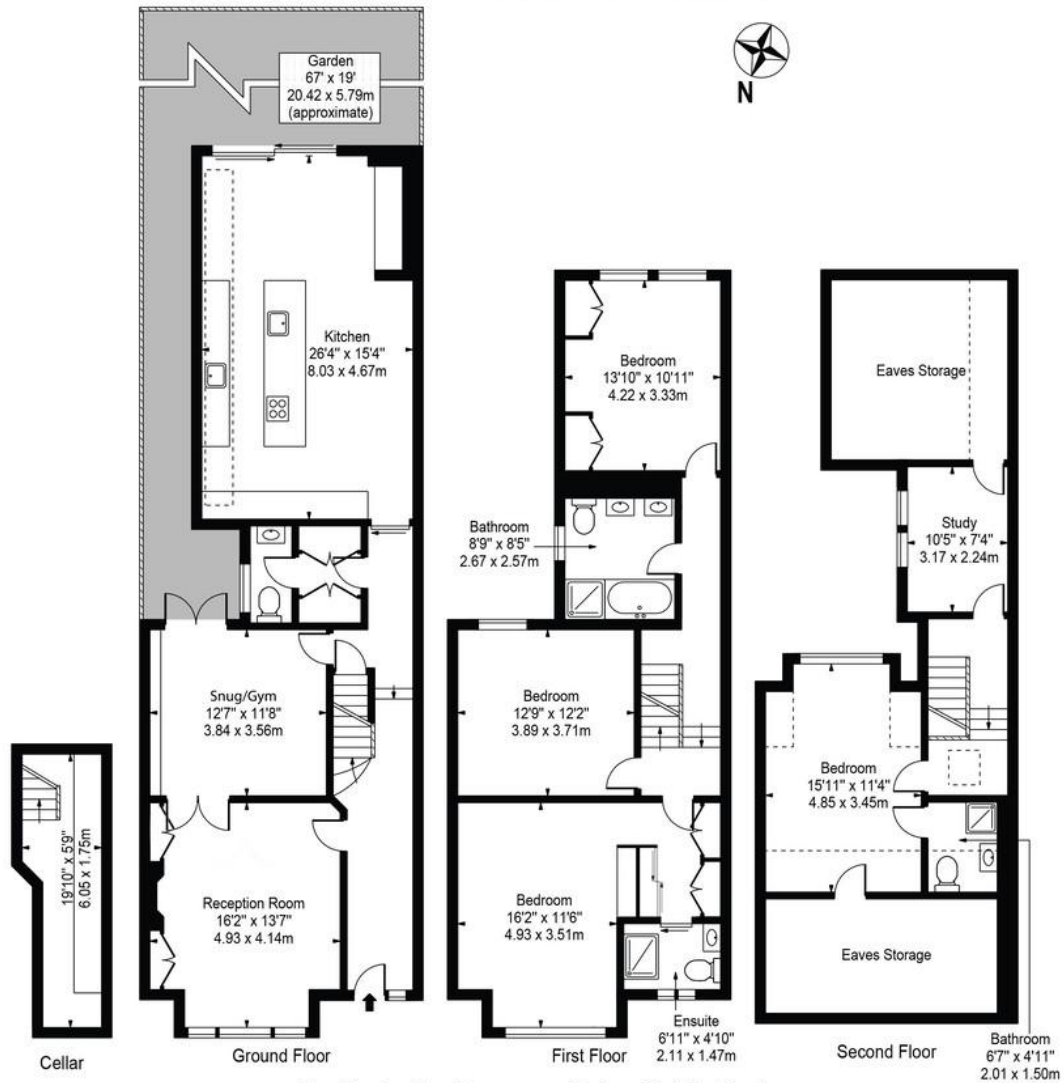 Garden
67' x 19'
20.42 x 5.79m
(approximate)
N
Kitchen
26'4" x 15'4"
8.03 x 4.67m
Snug/Gym
12'7" x 11'8"
3.84 x 3.56m
Reception Room
16'2" x 13'7"
4.93 x 4.14m
19'10" x 5'9"
6.05 x 1.75m
Cellar
Ground Floor
Bedroom
13'10" x 10'11"
4.22 x 3.33m
Bathroom
8'9" x 8'5"
2.67 x 2.57m
Bedroom
12'9" x 12'2"
3.89 x 3.71m
Bedroom
16'2" x 11'6"
4.93 x 3.51m
Ensuite
6'11" x 4'10"
2.11 x 1.47m
First Floor
Eaves Storage
Study
10'5" x 7'4"
3.17 x 2.24m
Bedroom
15'11" x 11'4"
4.85 x 3.45m
Eaves Storage
Bathroom
6'7" x 4'11"
2.01 x 1.50m
Second Floor